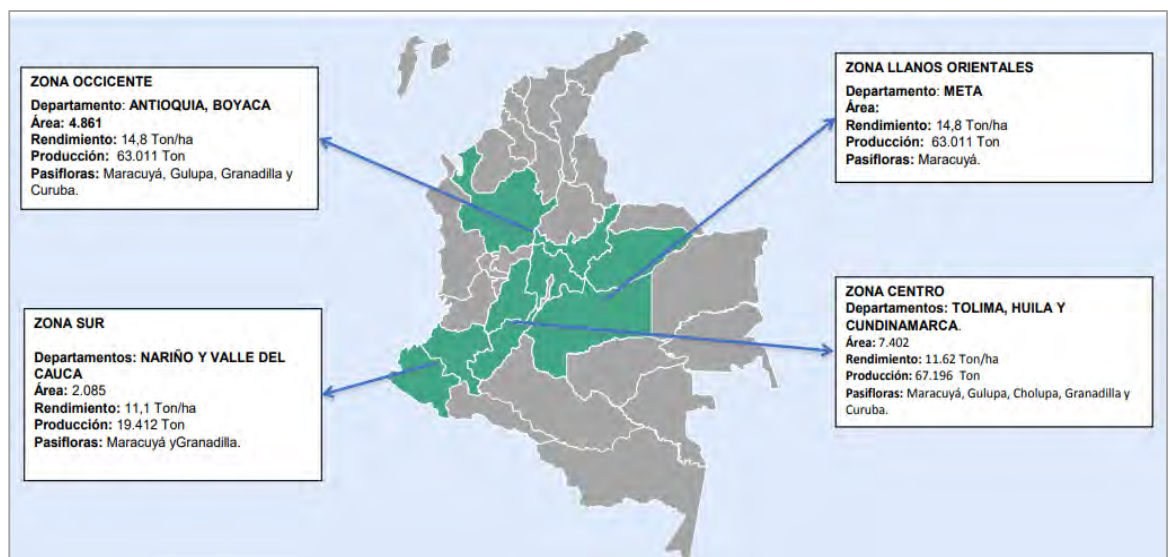 ZONA OCCICENTE
Departamento: ANTIOQUIA, BOYACA
Área: 4.861
Rendimiento: 14,8 Ton/ha
Producción: 63.011 Ton
Pasifloras: Maracuyá, Gulupa, Granadilla y
Curuba.
ZONA LLANOS ORIENTALES
Departamento: META
Área:
Rendimiento: 14,8 Ton/ha
Producción: 63.011 Ton
Pasifloras: Maracuyá.
ZONA SUR
Departamentos: NARIÑO Y VALLE DEL
CAUCA
Área: 2.085
Rendimiento: 11,1 Ton/ha
Producción: 19.412 Ton
Pasifloras: Maracuyá yGranadilla.
ZONA CENTRO
Departamentos: TOLIMA, HUILA Y
CUNDINAMARCA.
Área: 7.402
Rendimiento: 11.62 Ton/ha
Producción: 67.196 Ton
Pasifloras: Maracuyá, Gulupa, Cholupa, Granadilla y
Curuba.